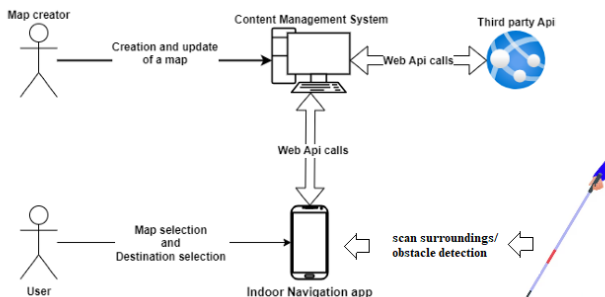 Map creator
Content Management System
Third party Api
Creation and update
of a map
Web Api calls
Web Api calls
Map selection
and
Destination selection
scan surroundings/
obstacle detection
User
Indoor Navigation app